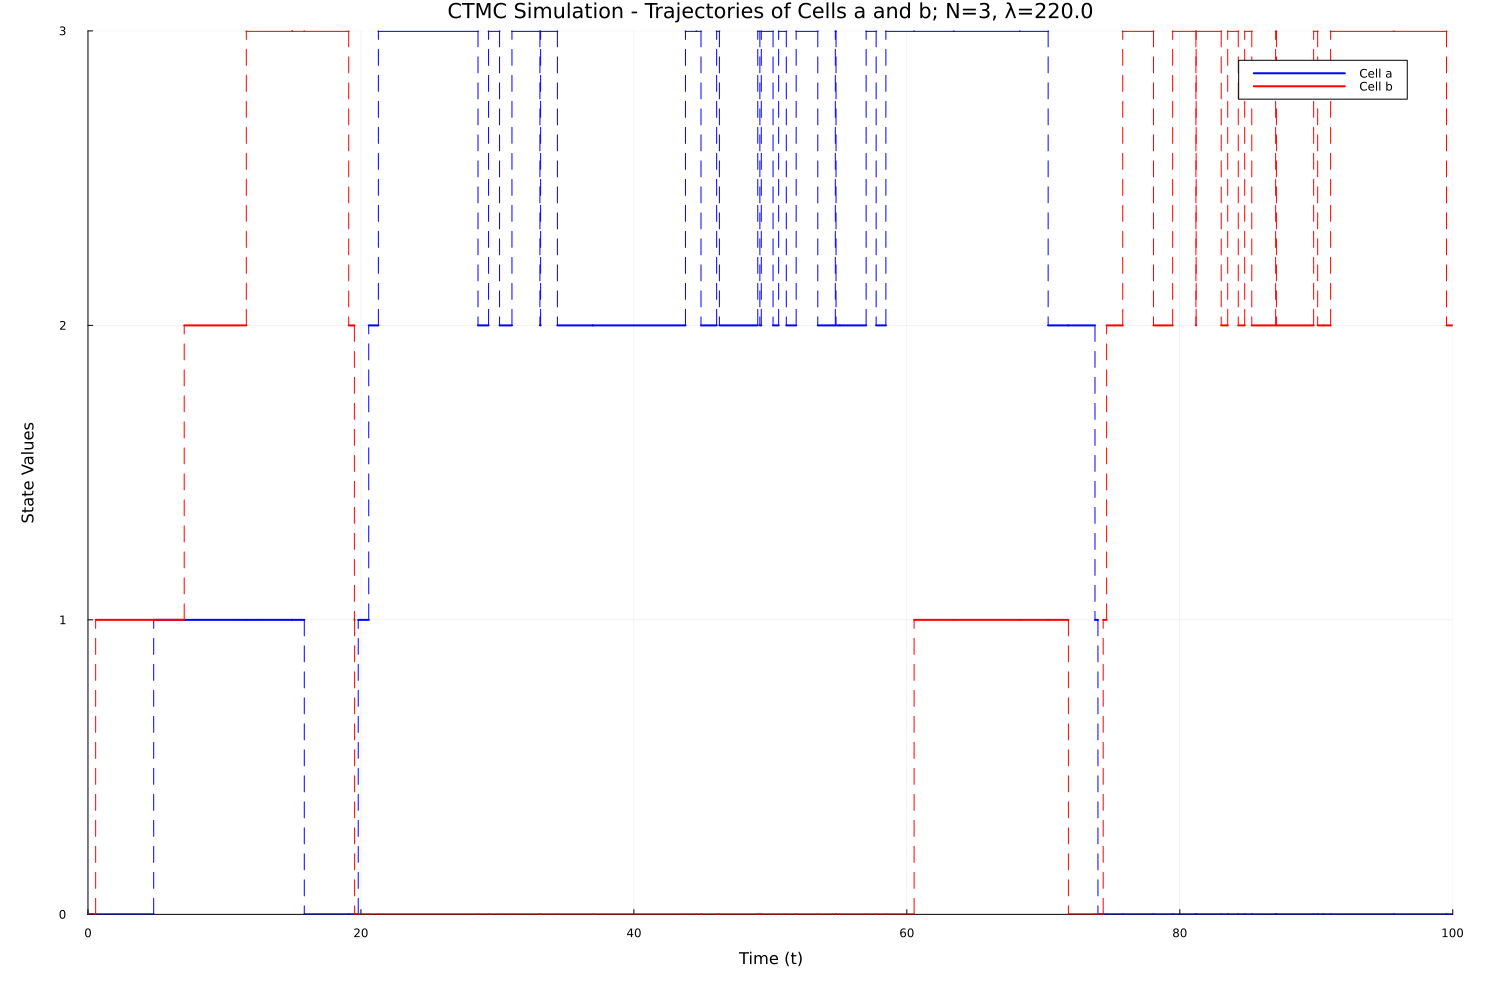 CTMC Simulation - Trajectories of Cells a and b; N=3, λ=220.0
3
Cell a
Cell b
2
State Values
1
0
0 20 40 60 80 100
Time (t)